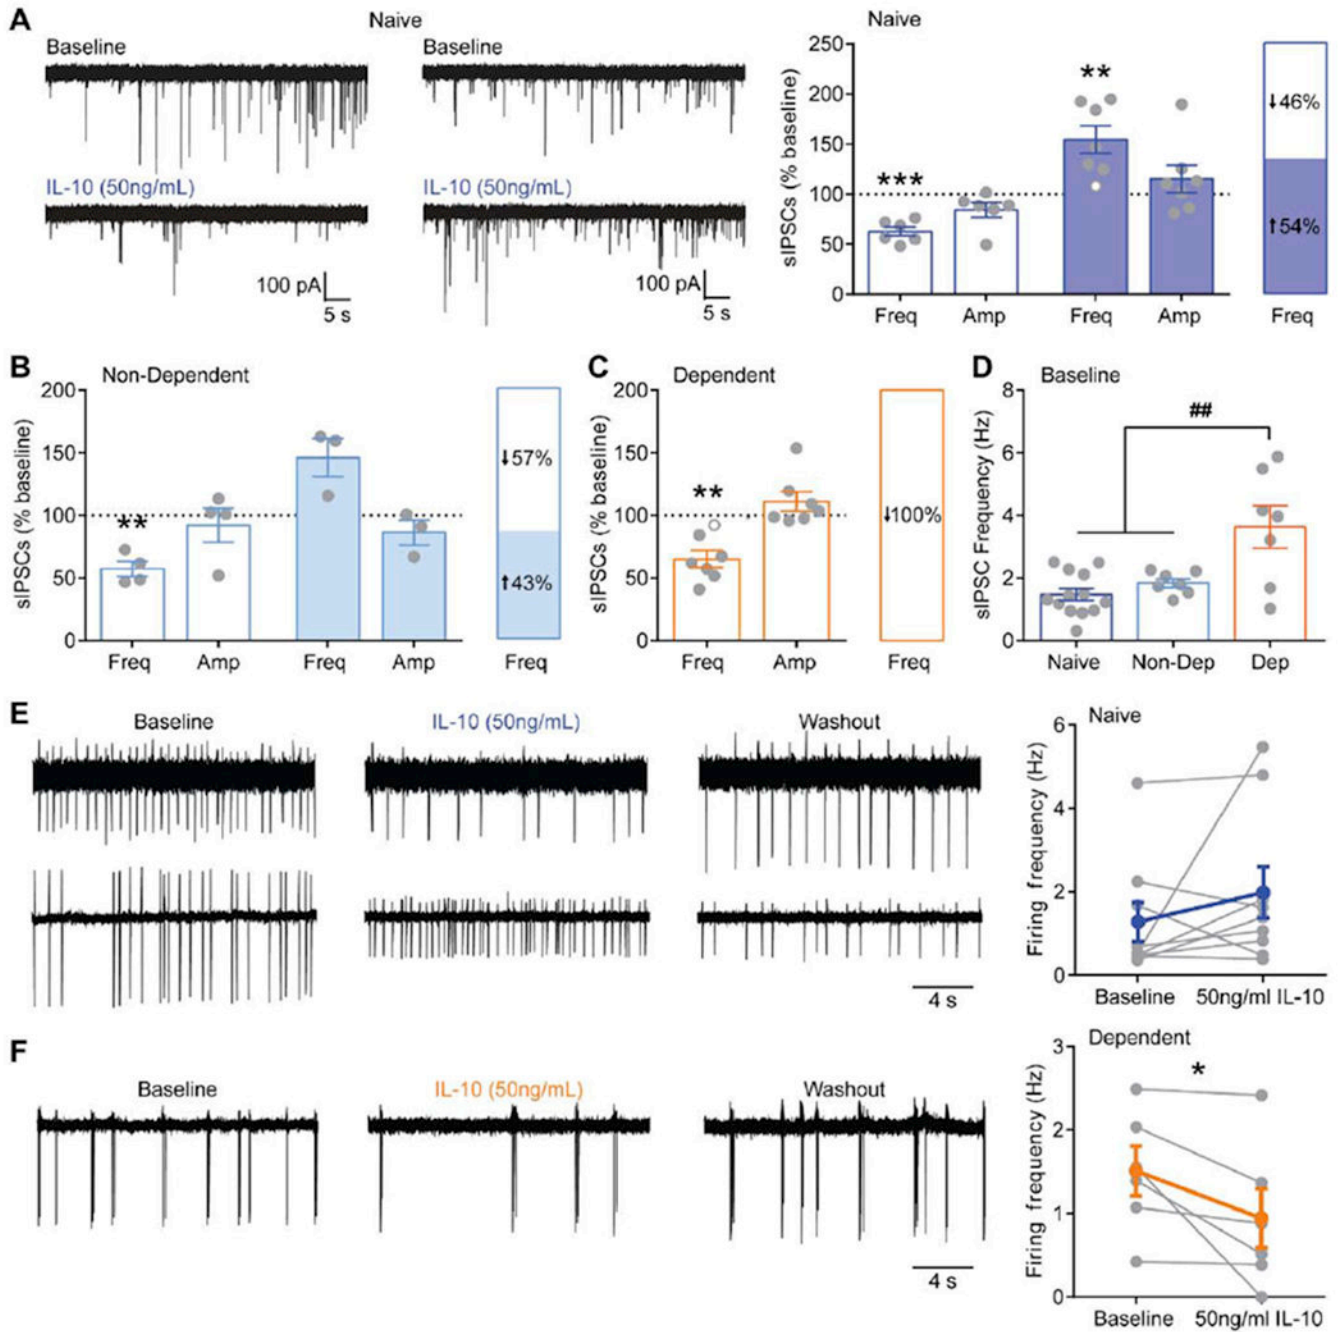 A
Naive
Baseline
Baseline
IL-10 (50ng/mL)
IL-10 (50ng/mL)
100 pA
5 s
100 pA
5 s
Naive
sIPSCs (% baseline)
250
200
150
100
50
0
***
**
Freq
Amp
Freq
Amp
↓46%
↑54%
Freq
B
Non-Dependent
sIPSCs (% baseline)
200
150
100
50
0
**
Freq
Amp
Freq
Amp
↓57%
↑43%
Freq
C
Dependent
sIPSCs (% baseline)
200
150
100
50
0
**
Freq
Amp
↓100%
Freq
D
Baseline
sIPSC Frequency (Hz)
8
6
4
2
0
##
Naive
Non-Dep
Dep
E
Baseline
IL-10 (50ng/mL)
Washout
4 s
Naive
Firing frequency (Hz)
6
4
2
0
Baseline
50ng/ml IL-10
F
Baseline
IL-10 (50ng/mL)
Washout
4 s
Dependent
Firing frequency (Hz)
3
2
1
0
*
Baseline
50ng/ml IL-10